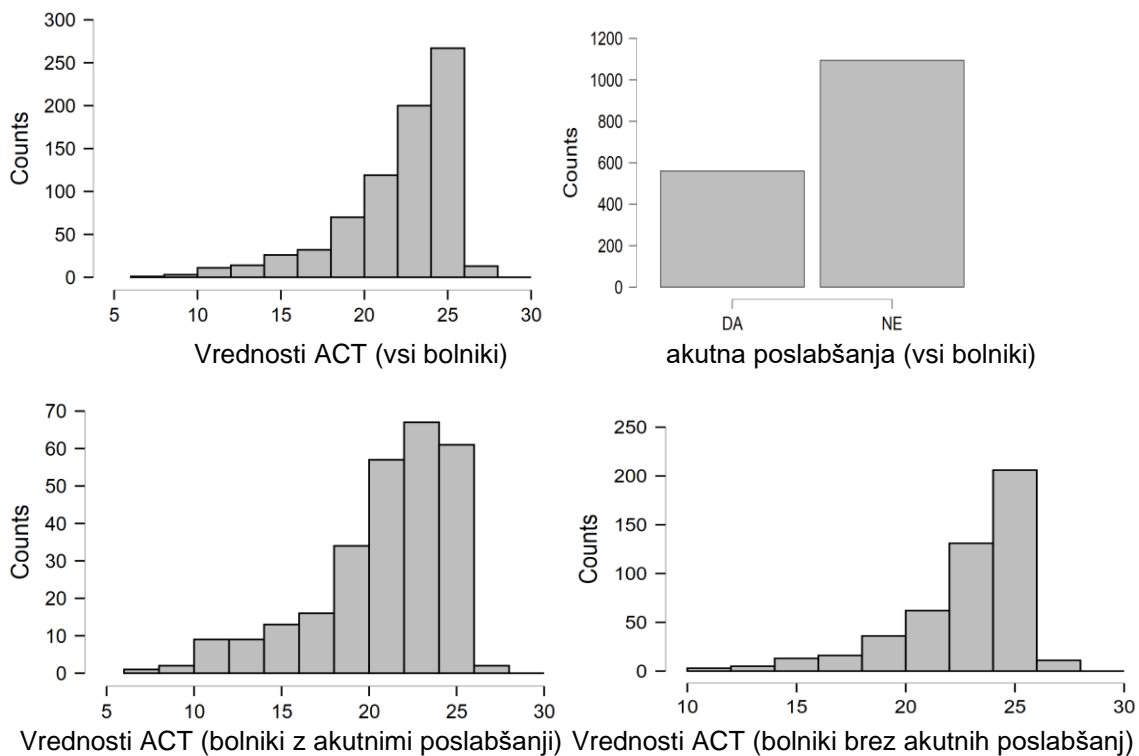 300
250
200
150
100
50
0
Counts
5 10 15 20 25 30
Vrednosti ACT (vsi bolniki)
1200
1000
800
600
400
200
0
Counts
DA NE
akutna poslabšanja (vsi bolniki)
70
60
50
40
30
20
10
0
Counts
5 10 15 20 25 30
Vrednosti ACT (bolniki z akutnimi poslabšanji)
250
200
150
100
50
0
Counts
10 15 20 25 30
Vrednosti ACT (bolniki brez akutnih poslabšanj)